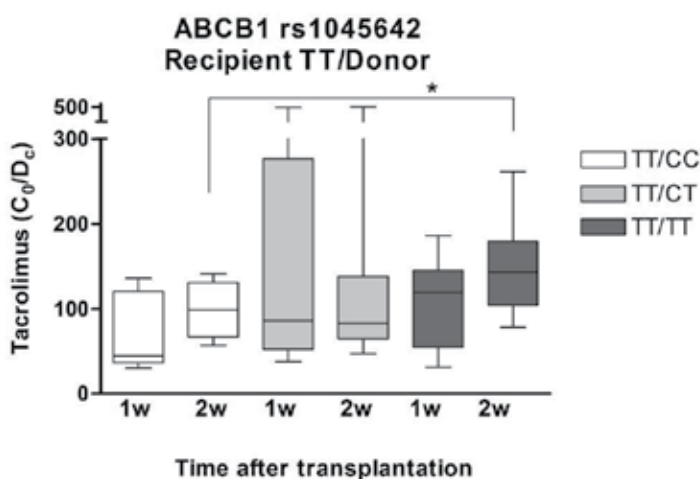 ABCB1 rs1045642
Recipient TT/Donor
*
500
1
300
200
100
0
Tacrolimus (C₀/D꜀)
1w 2w 1w 2w 1w 2w
Time after transplantation
TT/CC
TT/CT
TT/TT